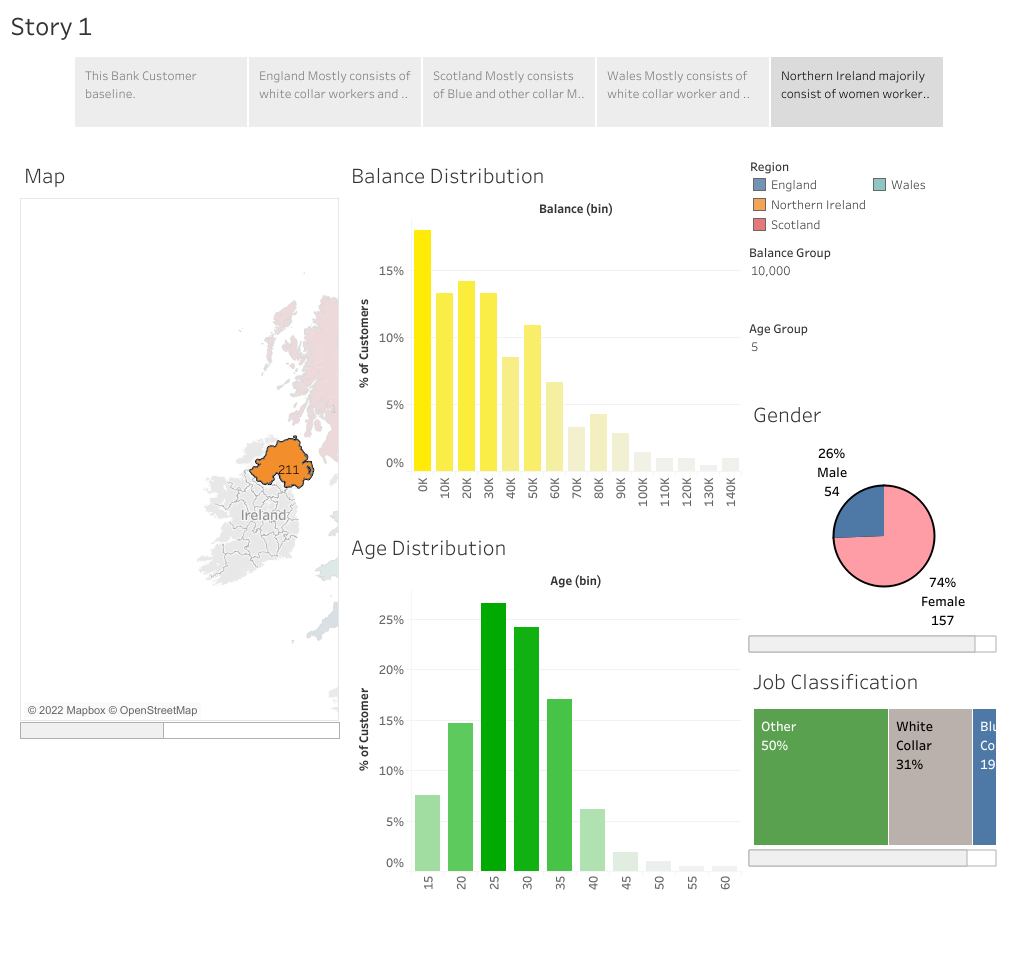 Story 1
This Bank Customer
baseline.
England Mostly consists of
white collar workers and ..
Scotland Mostly consists
of Blue and other collar M..
Wales Mostly consists of
white collar worker and ..
Northern Ireland majorily
consist of women worker..
Map
211
Ireland
© 2022 Mapbox © OpenStreetMap
Balance Distribution
Balance (bin)
% of Customers
15%
10%
5%
0%
0K 10K 20K 30K 40K 50K 60K 70K 80K 90K 100K 110K 120K 130K 140K
Age Distribution
Age (bin)
% of Customer
25%
20%
15%
10%
5%
0%
15 20 25 30 35 40 45 50 55 60
Region
England Wales
Northern Ireland
Scotland
Balance Group
10,000
Age Group
5
Gender
26%
Male
54
74%
Female
157
Job Classification
Other
50%
White
Collar
31%
Blu
Co
19